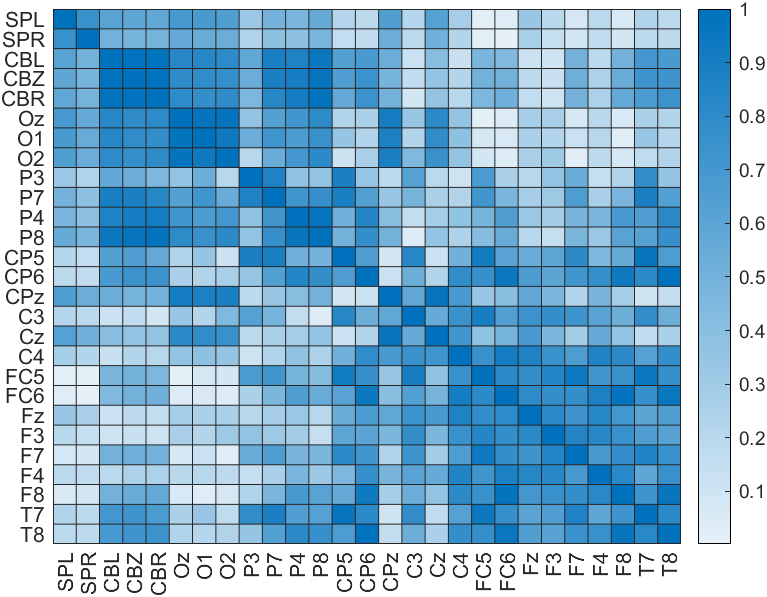 SPL
SPR
CBL
CBZ
CBR
Oz
O1
O2
P3
P7
P4
P8
CP5
CP6
CPz
C3
Cz
C4
FC5
FC6
Fz
F3
F7
F4
F8
T7
T8
SPL SPR CBL CBZ CBR Oz O1 O2 P3 P7 P4 P8 CP5 CP6 CPz C3 Cz C4 FC5 FC6 Fz F3 F7 F4 F8 T7 T8
1
0.9
0.8
0.7
0.6
0.5
0.4
0.3
0.2
0.1